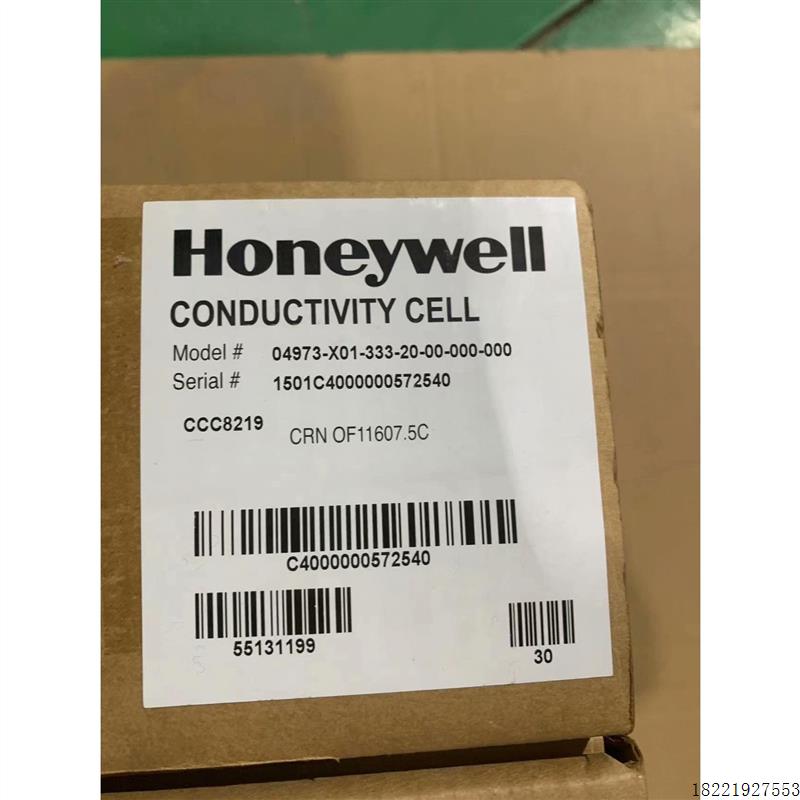 Honeywell
CONDUCTIVITY CELL
Model # 04973-X01-333-20-00-000-000
Serial # 1501C4000000572540
CCC8219 CRN OF11607.5C
C4000000572540
55131199 30
18221927553